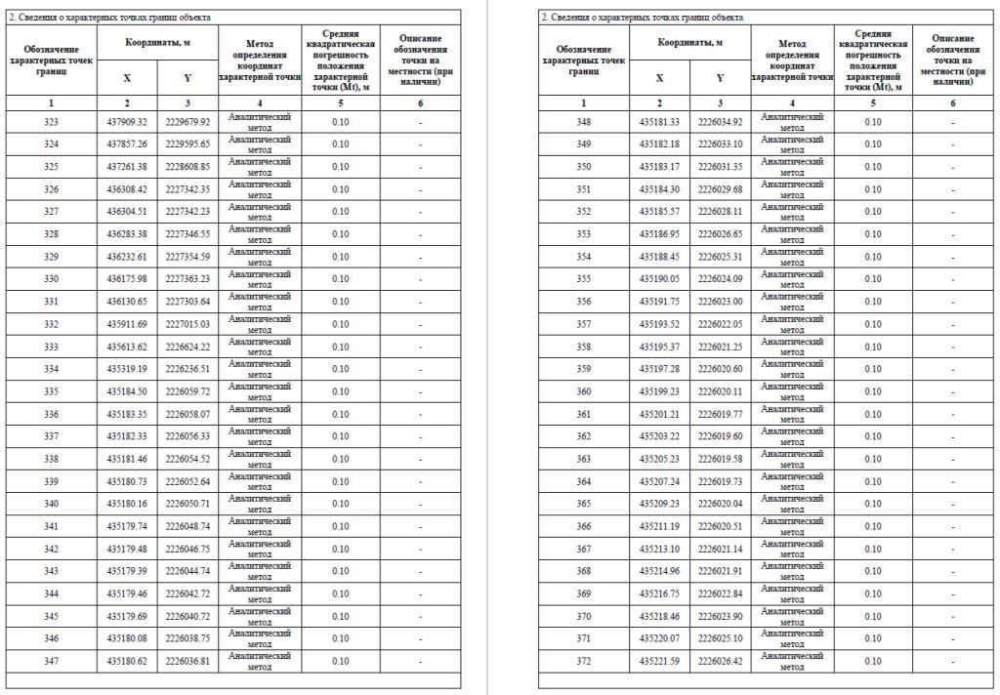 2. Сведения о характерных точках границ объекта
Обозначение характерных точек границ | Координаты, м | Метод определения координат характерной точки | Средняя квадратическая погрешность положения характерной точки (Mt), м | Описание обозначения точки на местности (при наличии)
X | Y
1 | 2 | 3 | 4 | 5 | 6
323 | 437909.32 | 2229679.92 | Аналитический метод | 0.10 | -
324 | 437857.26 | 2229595.65 | Аналитический метод | 0.10 | -
325 | 437261.38 | 2228608.85 | Аналитический метод | 0.10 | -
326 | 436308.42 | 2227342.35 | Аналитический метод | 0.10 | -
327 | 436304.51 | 2227342.23 | Аналитический метод | 0.10 | -
328 | 436283.38 | 2227346.55 | Аналитический метод | 0.10 | -
329 | 436232.61 | 2227354.59 | Аналитический метод | 0.10 | -
330 | 436175.98 | 2227363.23 | Аналитический метод | 0.10 | -
331 | 436130.65 | 2227303.64 | Аналитический метод | 0.10 | -
332 | 435911.69 | 2227015.03 | Аналитический метод | 0.10 | -
333 | 435613.62 | 2226624.22 | Аналитический метод | 0.10 | -
334 | 435319.19 | 2226236.51 | Аналитический метод | 0.10 | -
335 | 435184.50 | 2226059.72 | Аналитический метод | 0.10 | -
336 | 435183.35 | 2226058.07 | Аналитический метод | 0.10 | -
337 | 435182.33 | 2226056.33 | Аналитический метод | 0.10 | -
338 | 435181.46 | 2226054.52 | Аналитический метод | 0.10 | -
339 | 435180.73 | 2226052.64 | Аналитический метод | 0.10 | -
340 | 435180.16 | 2226050.71 | Аналитический метод | 0.10 | -
341 | 435179.74 | 2226048.74 | Аналитический метод | 0.10 | -
342 | 435179.48 | 2226046.75 | Аналитический метод | 0.10 | -
343 | 435179.39 | 2226044.74 | Аналитический метод | 0.10 | -
344 | 435179.46 | 2226042.72 | Аналитический метод | 0.10 | -
345 | 435179.69 | 2226040.72 | Аналитический метод | 0.10 | -
346 | 435180.08 | 2226038.75 | Аналитический метод | 0.10 | -
347 | 435180.62 | 2226036.81 | Аналитический метод | 0.10 | -
2. Сведения о характерных точках границ объекта
Обозначение характерных точек границ | Координаты, м | Метод определения координат характерной точки | Средняя квадратическая погрешность положения характерной точки (Mt), м | Описание обозначения точки на местности (при наличии)
X | Y
1 | 2 | 3 | 4 | 5 | 6
348 | 435181.33 | 2226034.92 | Аналитический метод | 0.10 | -
349 | 435182.18 | 2226033.10 | Аналитический метод | 0.10 | -
350 | 435183.17 | 2226031.35 | Аналитический метод | 0.10 | -
351 | 435184.30 | 2226029.68 | Аналитический метод | 0.10 | -
352 | 435185.57 | 2226028.11 | Аналитический метод | 0.10 | -
353 | 435186.95 | 2226026.65 | Аналитический метод | 0.10 | -
354 | 435188.45 | 2226025.31 | Аналитический метод | 0.10 | -
355 | 435190.05 | 2226024.09 | Аналитический метод | 0.10 | -
356 | 435191.75 | 2226023.00 | Аналитический метод | 0.10 | -
357 | 435193.52 | 2226022.05 | Аналитический метод | 0.10 | -
358 | 435195.37 | 2226021.25 | Аналитический метод | 0.10 | -
359 | 435197.28 | 2226020.60 | Аналитический метод | 0.10 | -
360 | 435199.23 | 2226020.11 | Аналитический метод | 0.10 | -
361 | 435201.21 | 2226019.77 | Аналитический метод | 0.10 | -
362 | 435203.22 | 2226019.60 | Аналитический метод | 0.10 | -
363 | 435205.23 | 2226019.58 | Аналитический метод | 0.10 | -
364 | 435207.24 | 2226019.73 | Аналитический метод | 0.10 | -
365 | 435209.23 | 2226020.04 | Аналитический метод | 0.10 | -
366 | 435211.19 | 2226020.51 | Аналитический метод | 0.10 | -
367 | 435213.10 | 2226021.14 | Аналитический метод | 0.10 | -
368 | 435214.96 | 2226021.91 | Аналитический метод | 0.10 | -
369 | 435216.75 | 2226022.84 | Аналитический метод | 0.10 | -
370 | 435218.46 | 2226023.90 | Аналитический метод | 0.10 | -
371 | 435220.07 | 2226025.10 | Аналитический метод | 0.10 | -
372 | 435221.59 | 2226026.42 | Аналитический метод | 0.10 | -